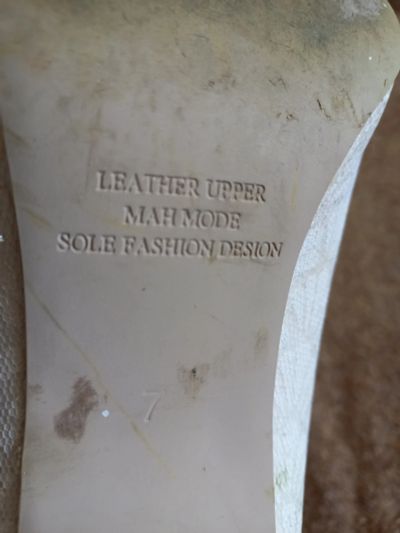 LEATHER UPPER
MAH MODE
SOLE FASHION DESION
7